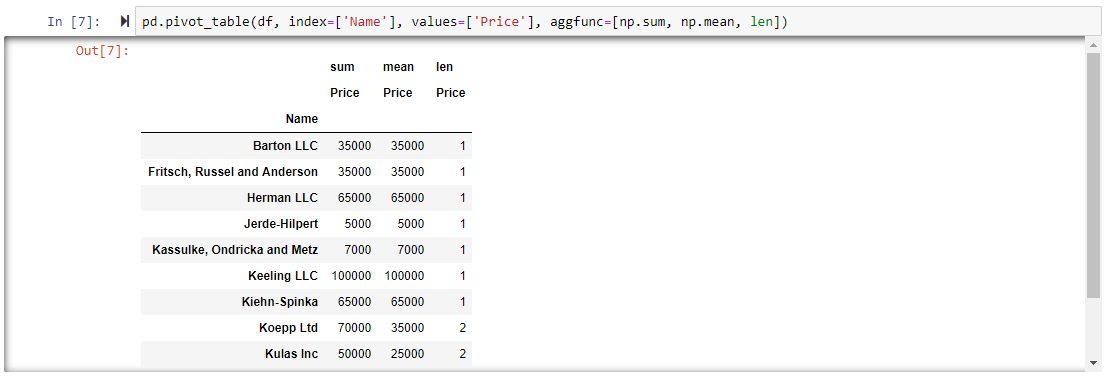 In [7]: pd.pivot_table(df, index=['Name'], values=['Price'], aggfunc=[np.sum, np.mean, len])
Out[7]:
sum mean len
Price Price Price
Name
Barton LLC 35000 35000 1
Fritsch, Russel and Anderson 35000 35000 1
Herman LLC 65000 65000 1
Jerde-Hilpert 5000 5000 1
Kassulke, Ondricka and Metz 7000 7000 1
Keeling LLC 100000 100000 1
Kiehn-Spinka 65000 65000 1
Koepp Ltd 70000 35000 2
Kulas Inc 50000 25000 2